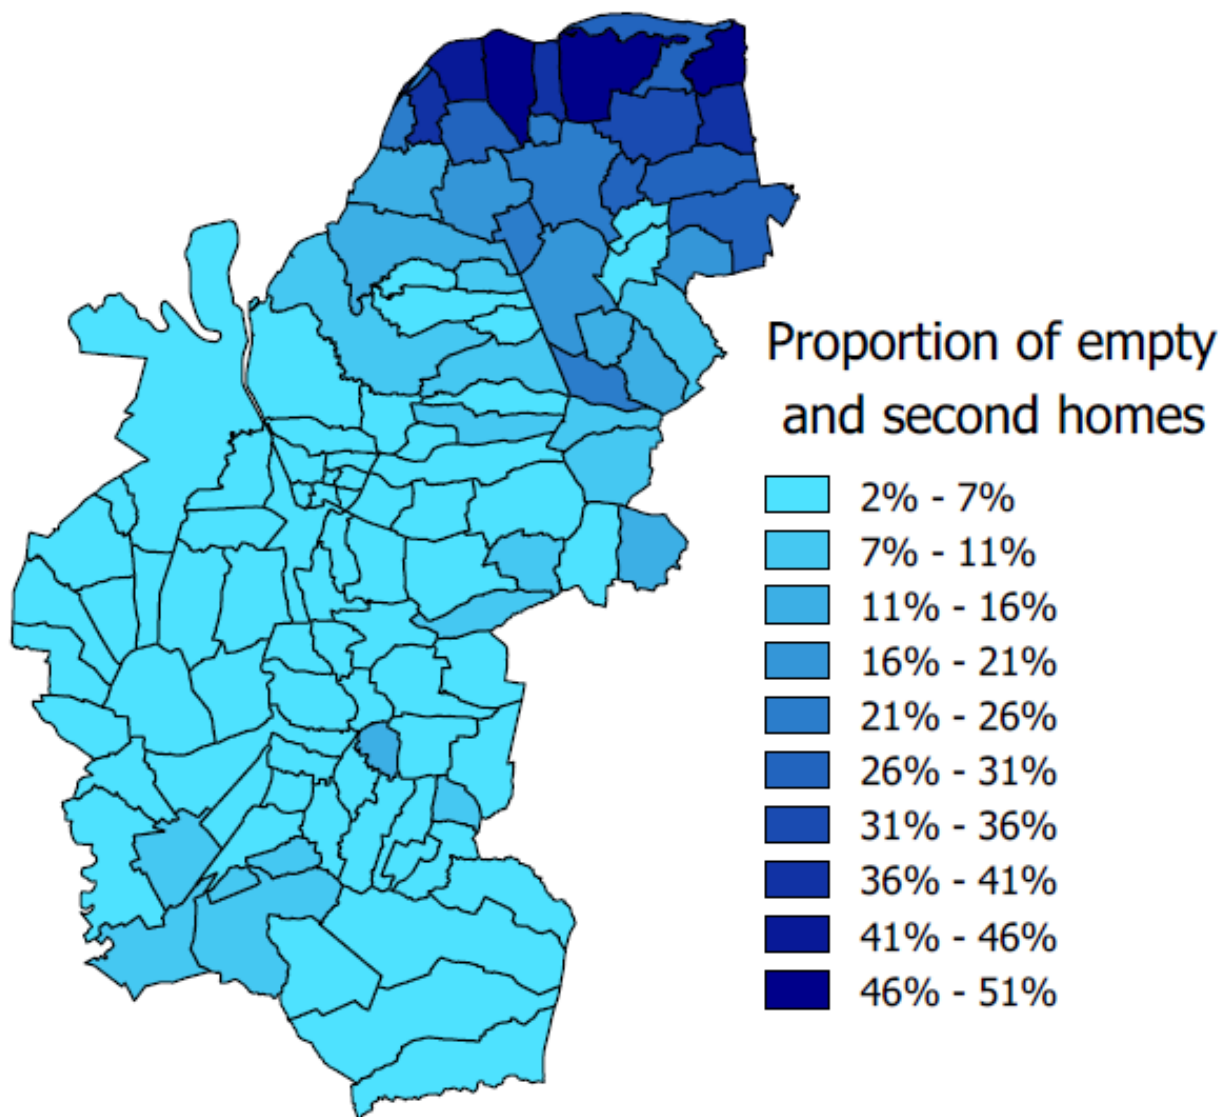 Proportion of empty
and second homes
2% - 7%
7% - 11%
11% - 16%
16% - 21%
21% - 26%
26% - 31%
31% - 36%
36% - 41%
41% - 46%
46% - 51%